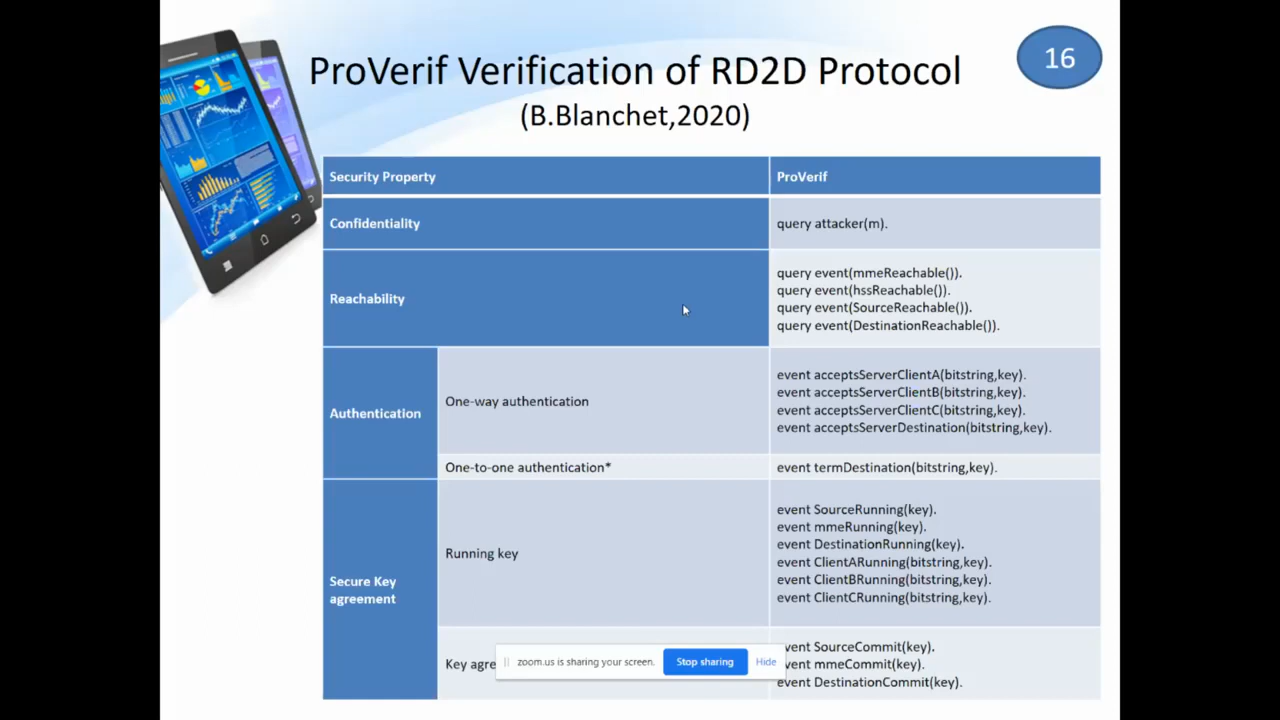 ProVerif Verification of RD2D Protocol
(B.Blanchet,2020)
16
Security Property
ProVerif
Confidentiality
query attacker(m).
Reachability
query event(mmeReachable()).
query event(hssReachable()).
query event(SourceReachable()).
query event(DestinationReachable()).
Authentication
One-way authentication
event acceptsServerClientA(bitstring,key).
event acceptsServerClientB(bitstring,key).
event acceptsServerClientC(bitstring,key).
event acceptsServerDestination(bitstring,key).
One-to-one authentication*
event termDestination(bitstring,key).
Secure Key
agreement
Running key
event SourceRunning(key).
event mmeRunning(key).
event DestinationRunning(key).
event ClientARunning(bitstring,key).
event ClientBRunning(bitstring,key).
event ClientCRunning(bitstring,key).
Key agre
event SourceCommit(key).
event mmeCommit(key).
event DestinationCommit(key).
zoom.us is sharing your screen.
Stop sharing
Hide